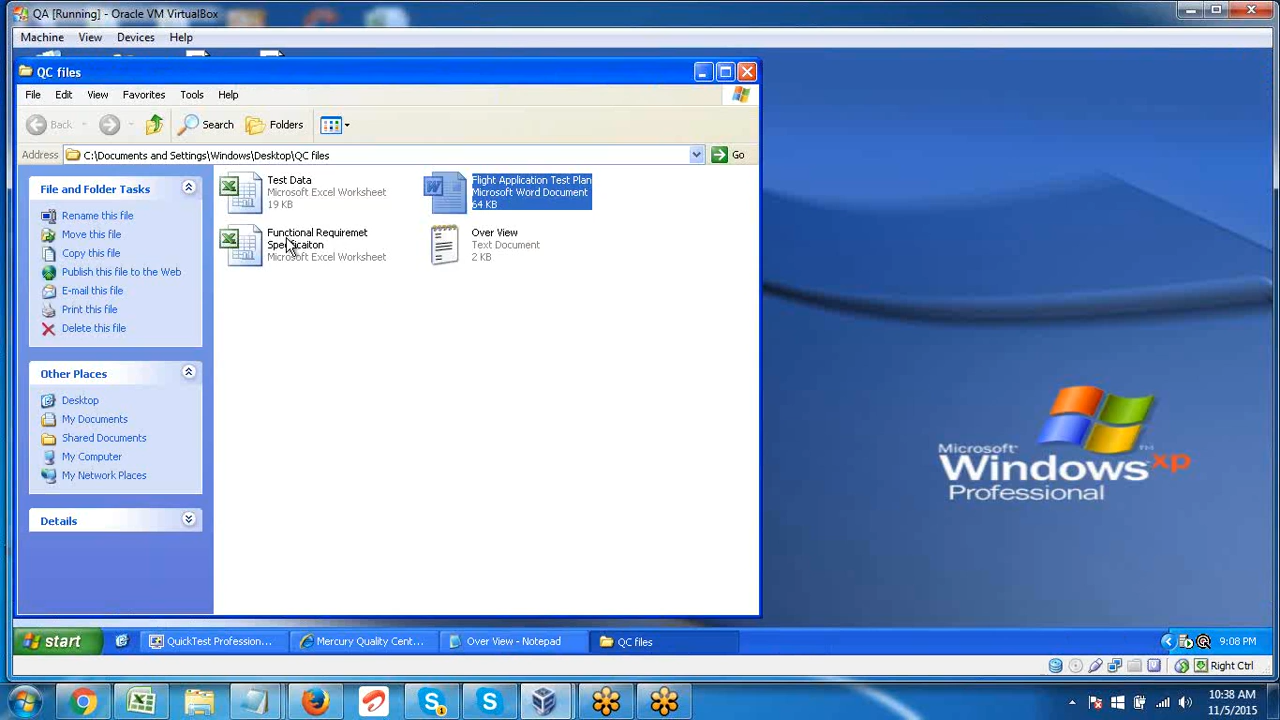 QA [Running] - Oracle VM VirtualBox
Machine View Devices Help
QC files
File Edit View Favorites Tools Help
Back Search Folders
Address C:\Documents and Settings\Windows\Desktop\QC files Go
File and Folder Tasks
Rename this file
Move this file
Copy this file
Publish this file to the Web
E-mail this file
Print this file
Delete this file
Other Places
Desktop
My Documents
Shared Documents
My Computer
My Network Places
Details
Test Data
Microsoft Excel Worksheet
19 KB
Flight Application Test Plan
Microsoft Word Document
64 KB
Functional Requiremet
Specificaiton
Microsoft Excel Worksheet
Over View
Text Document
2 KB
Microsoft
Windows xp
Professional
start QuickTest Profession... Mercury Quality Cent... Over View - Notepad QC files 9:08 PM
Right Ctrl
10:38 AM
11/5/2015